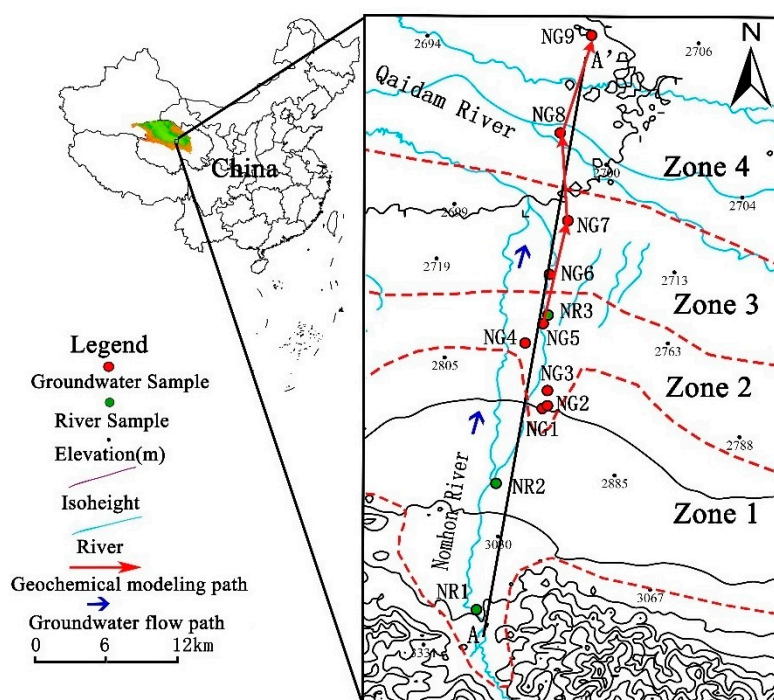 China
Legend
Groundwater Sample
River Sample
Elevation(m)
Isoheight
River
Geochemical modeling path
Groundwater flow path
0 6 12km
N
NG9
A'
2694
2706
Qaidam River
NG8
2700
Zone 4
2704
2699
NG7
2719
NG6
2713
Zone 3
NR3
NG4
NG5
2763
2805
NG3
Zone 2
NG2
NG1
2788
NR2
2885
Nomhon River
Zone 1
3030
NR1
3067
A
3331